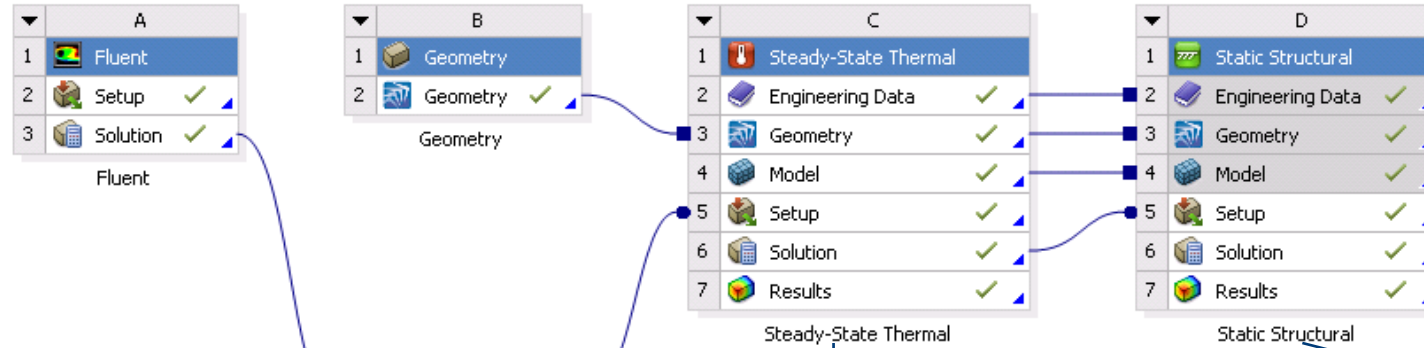 A
1 Fluent
2 Setup
3 Solution
Fluent
B
1 Geometry
2 Geometry
Geometry
C
1 Steady-State Thermal
2 Engineering Data
3 Geometry
4 Model
5 Setup
6 Solution
7 Results
Steady-State Thermal
D
1 Static Structural
2 Engineering Data
3 Geometry
4 Model
5 Setup
6 Solution
7 Results
Static Structural